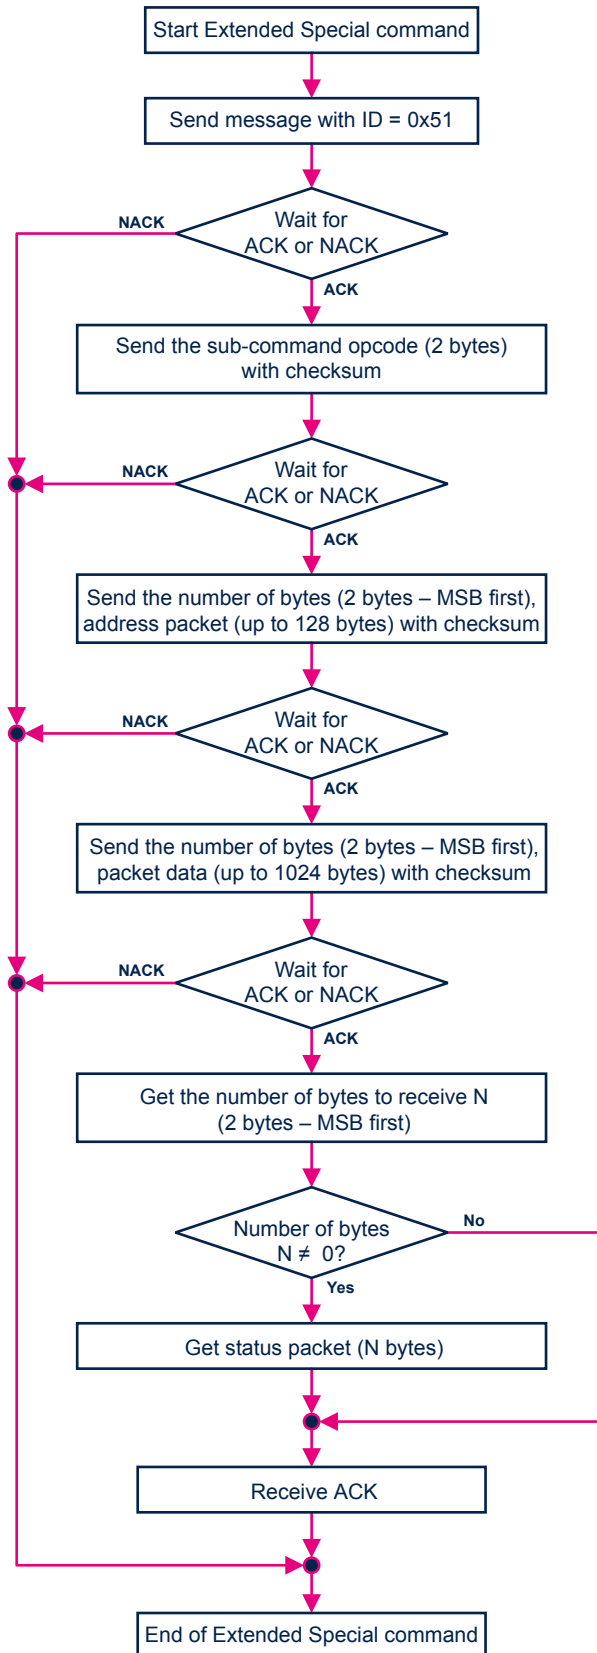 Start Extended Special command
Send message with ID = 0x51
NACK
Wait for
ACK or NACK
ACK
Send the sub-command opcode (2 bytes)
with checksum
NACK
Wait for
ACK or NACK
ACK
Send the number of bytes (2 bytes – MSB first),
address packet (up to 128 bytes) with checksum
NACK
Wait for
ACK or NACK
ACK
Send the number of bytes (2 bytes – MSB first),
packet data (up to 1024 bytes) with checksum
NACK
Wait for
ACK or NACK
ACK
Get the number of bytes to receive N
(2 bytes – MSB first)
Number of bytes
N ≠ 0?
No
Yes
Get status packet (N bytes)
Receive ACK
End of Extended Special command